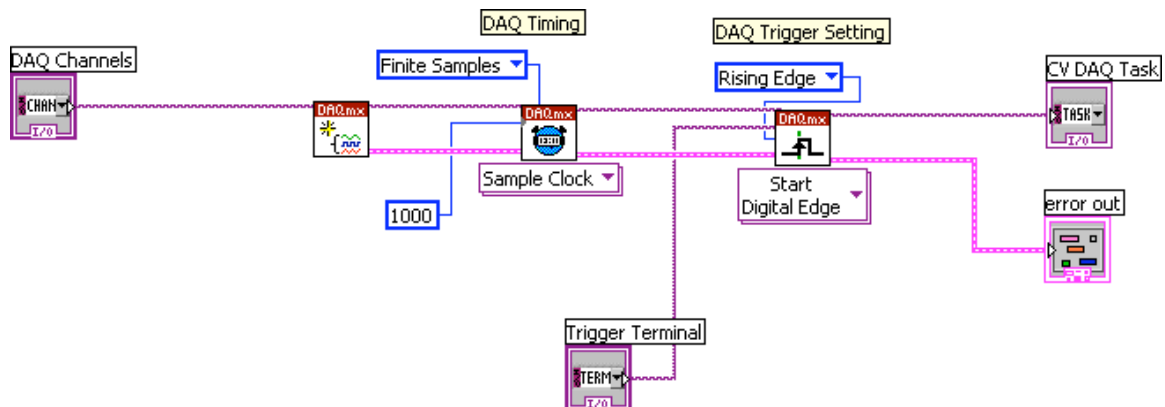 DAQ Timing
DAQ Trigger Setting
DAQ Channels
Finite Samples
Rising Edge
CV DAQ Task
CHAN
I/O
DAQmx
DAQmx
DAQmx
TASK
I/O
Sample Clock
Start
Digital Edge
1000
error out
Trigger Terminal
TERM
I/O